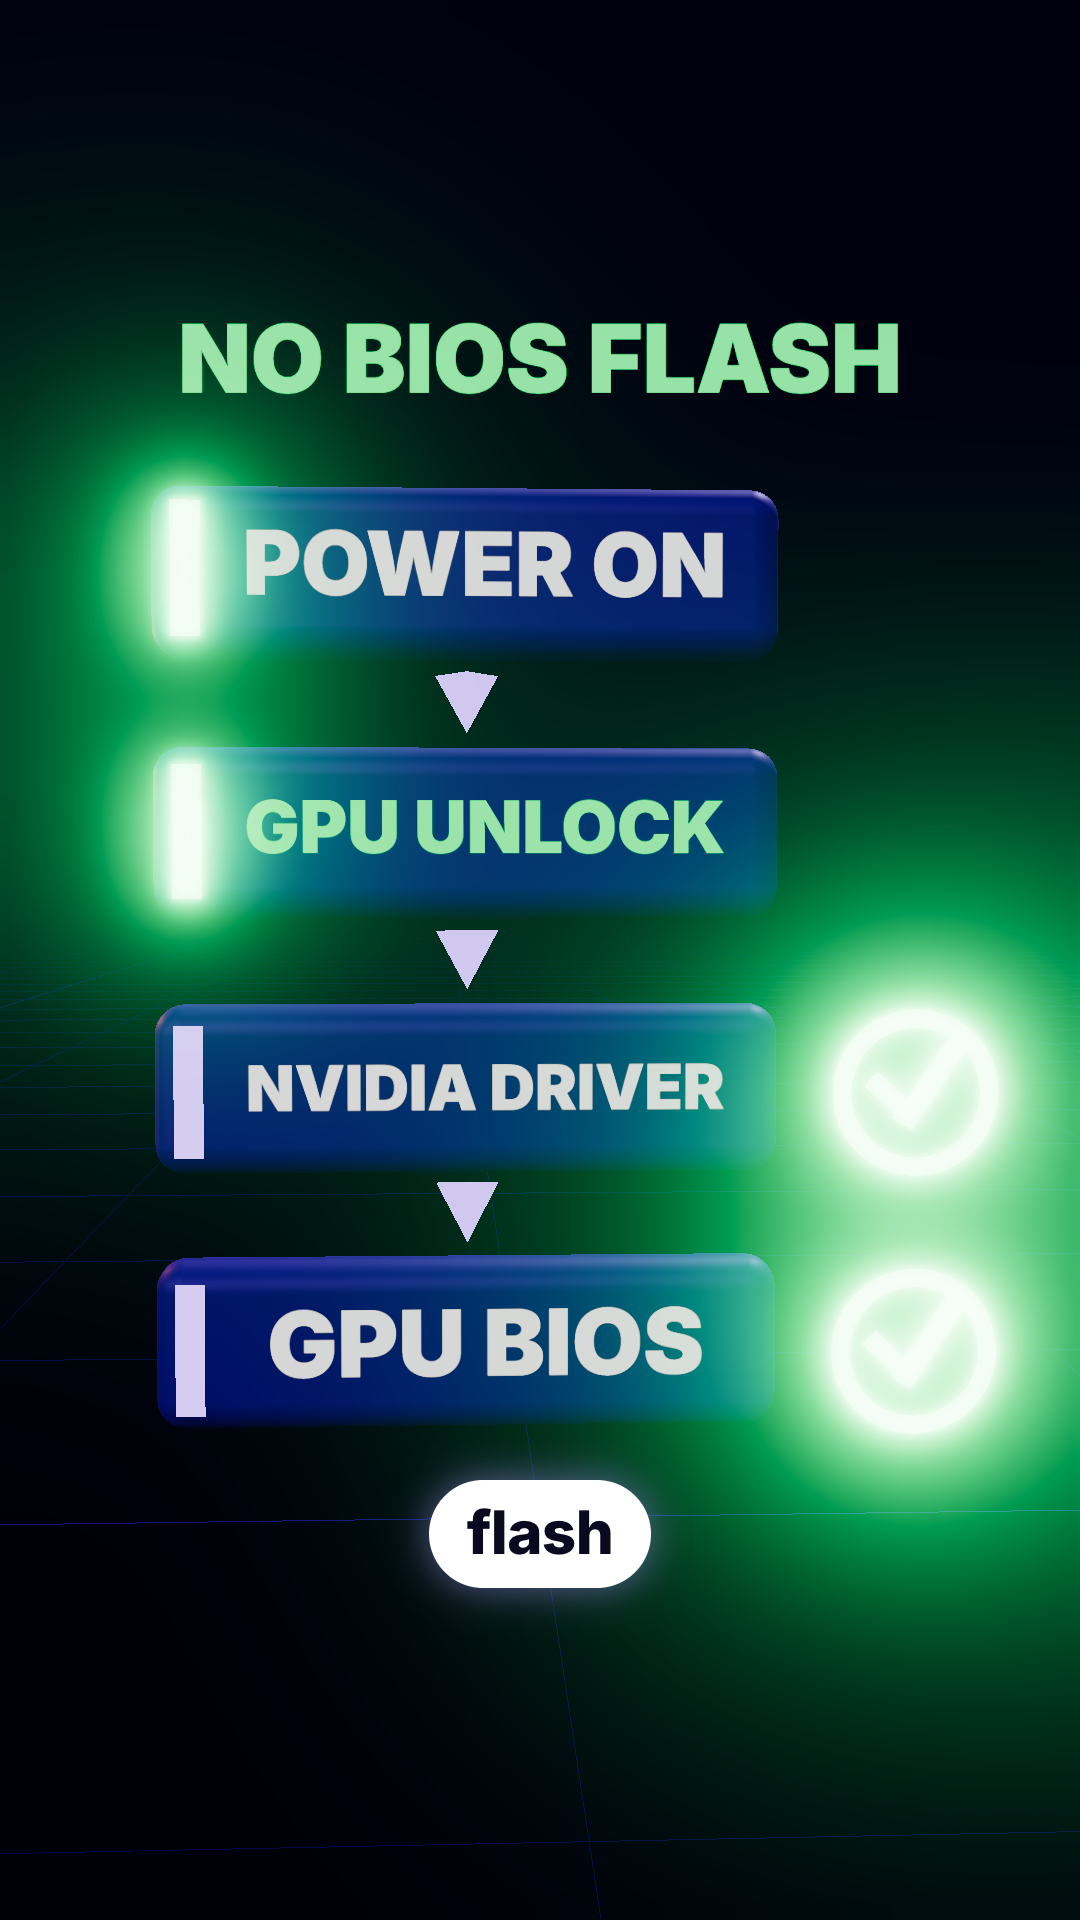 NO BIOS FLASH
POWER ON
GPU UNLOCK
NVIDIA DRIVER
GPU BIOS
flash